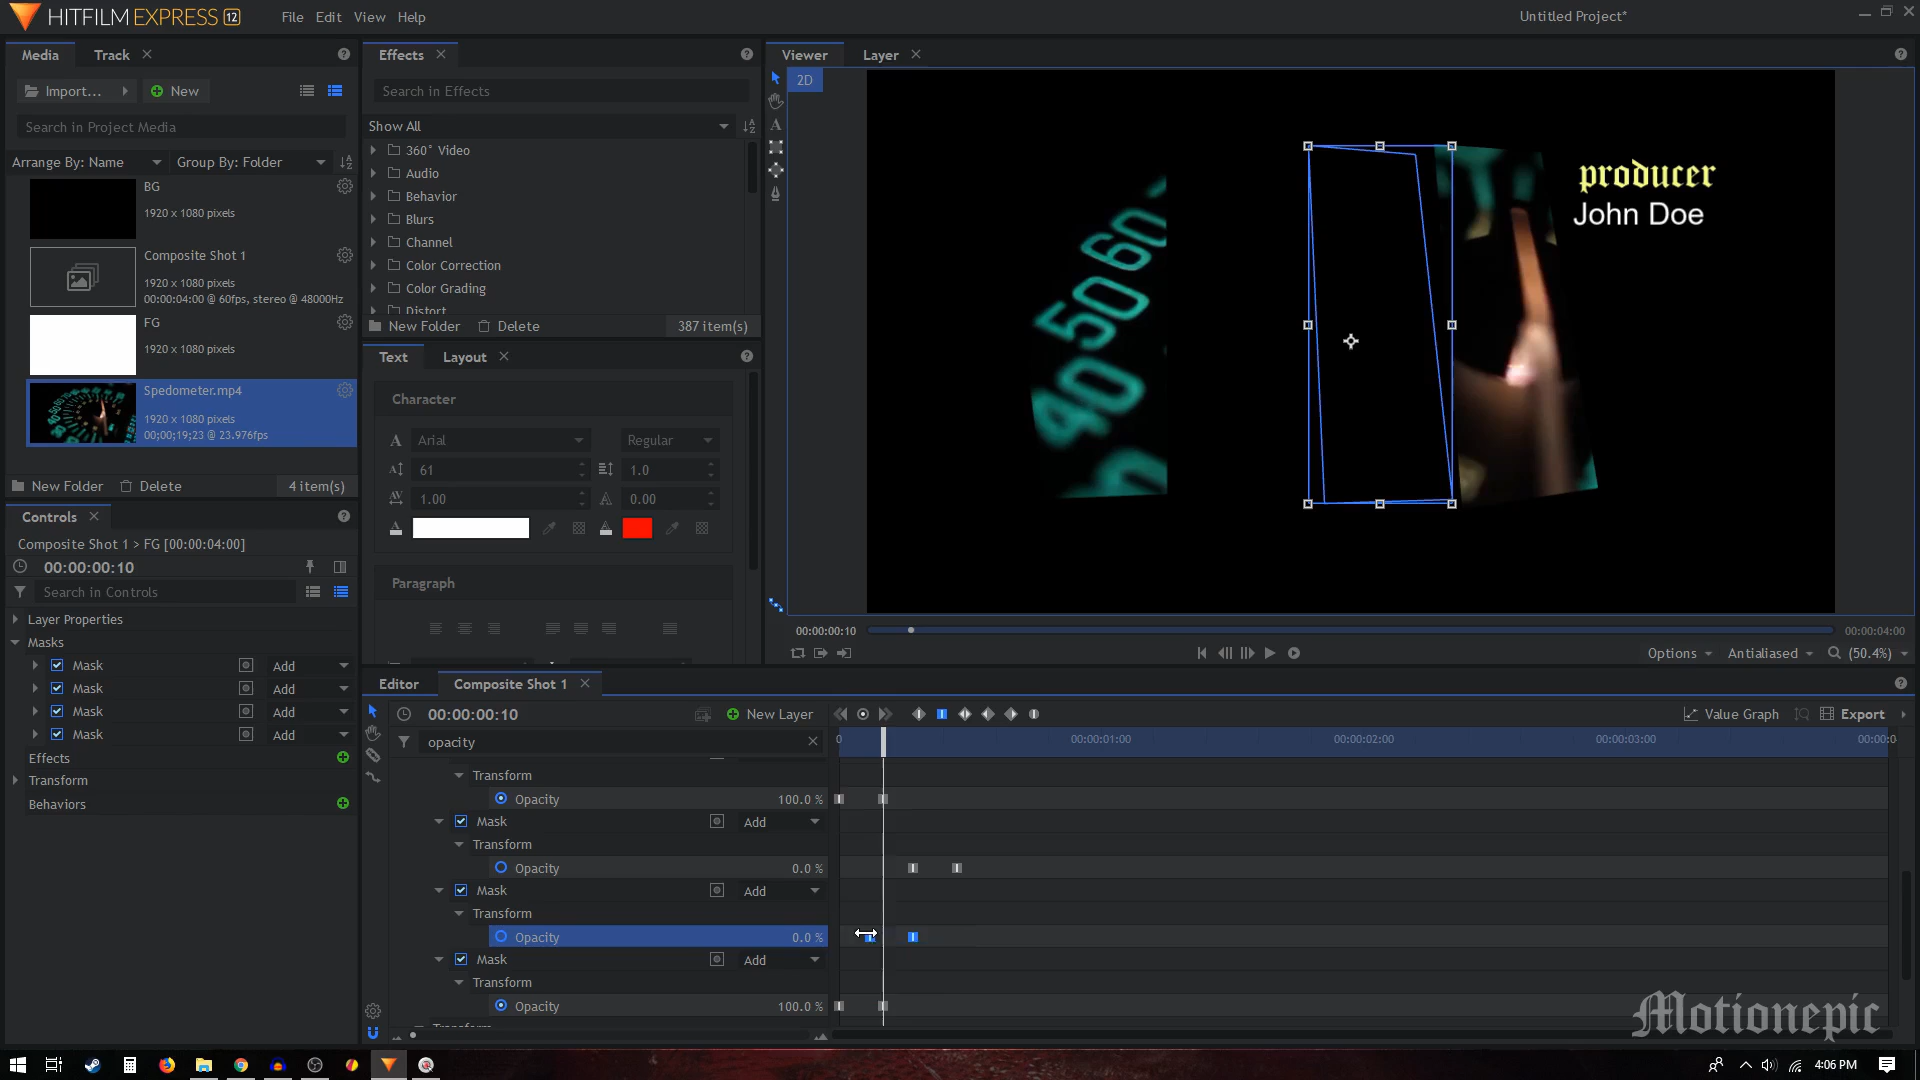 HITFILM EXPRESS 12
File Edit View Help
Untitled Project*
Media Track
Effects
Viewer Layer
2D
Import... New
Search in Effects
Search in Project Media
Show All
Arrange By: Name Group By: Folder
BG
1920 x 1080 pixels
Composite Shot 1
1920 x 1080 pixels
00:00:04:00 @ 60fps, stereo @ 48000Hz
FG
1920 x 1080 pixels
Spedometer.mp4
1920 x 1080 pixels
00;00;19;23 @ 23.976fps
New Folder Delete 4 item(s)
360° Video
Audio
Behavior
Blurs
Channel
Color Correction
Color Grading
Distort
New Folder Delete 387 item(s)
Text Layout
Character
Arial Regular
61 1.0
1.00 0.00
Paragraph
producer
John Doe
60
50
40
00:00:00:10 00:00:04:00
Options Antialiased (50.4%)
Controls
Composite Shot 1 > FG [00:00:04:00]
00:00:00:10
Search in Controls
Layer Properties
Masks
Mask Add
Mask Add
Mask Add
Mask Add
Effects
Transform
Behaviors
Editor Composite Shot 1
00:00:00:10 New Layer Value Graph Export
opacity
0 00:00:01:00 00:00:02:00 00:00:03:00 00:00:0
Transform
Opacity 100.0 %
Mask Add
Transform
Opacity 0.0 %
Mask Add
Transform
Opacity 0.0 %
Mask Add
Transform
Opacity 100.0 %
Motionepic
4:06 PM